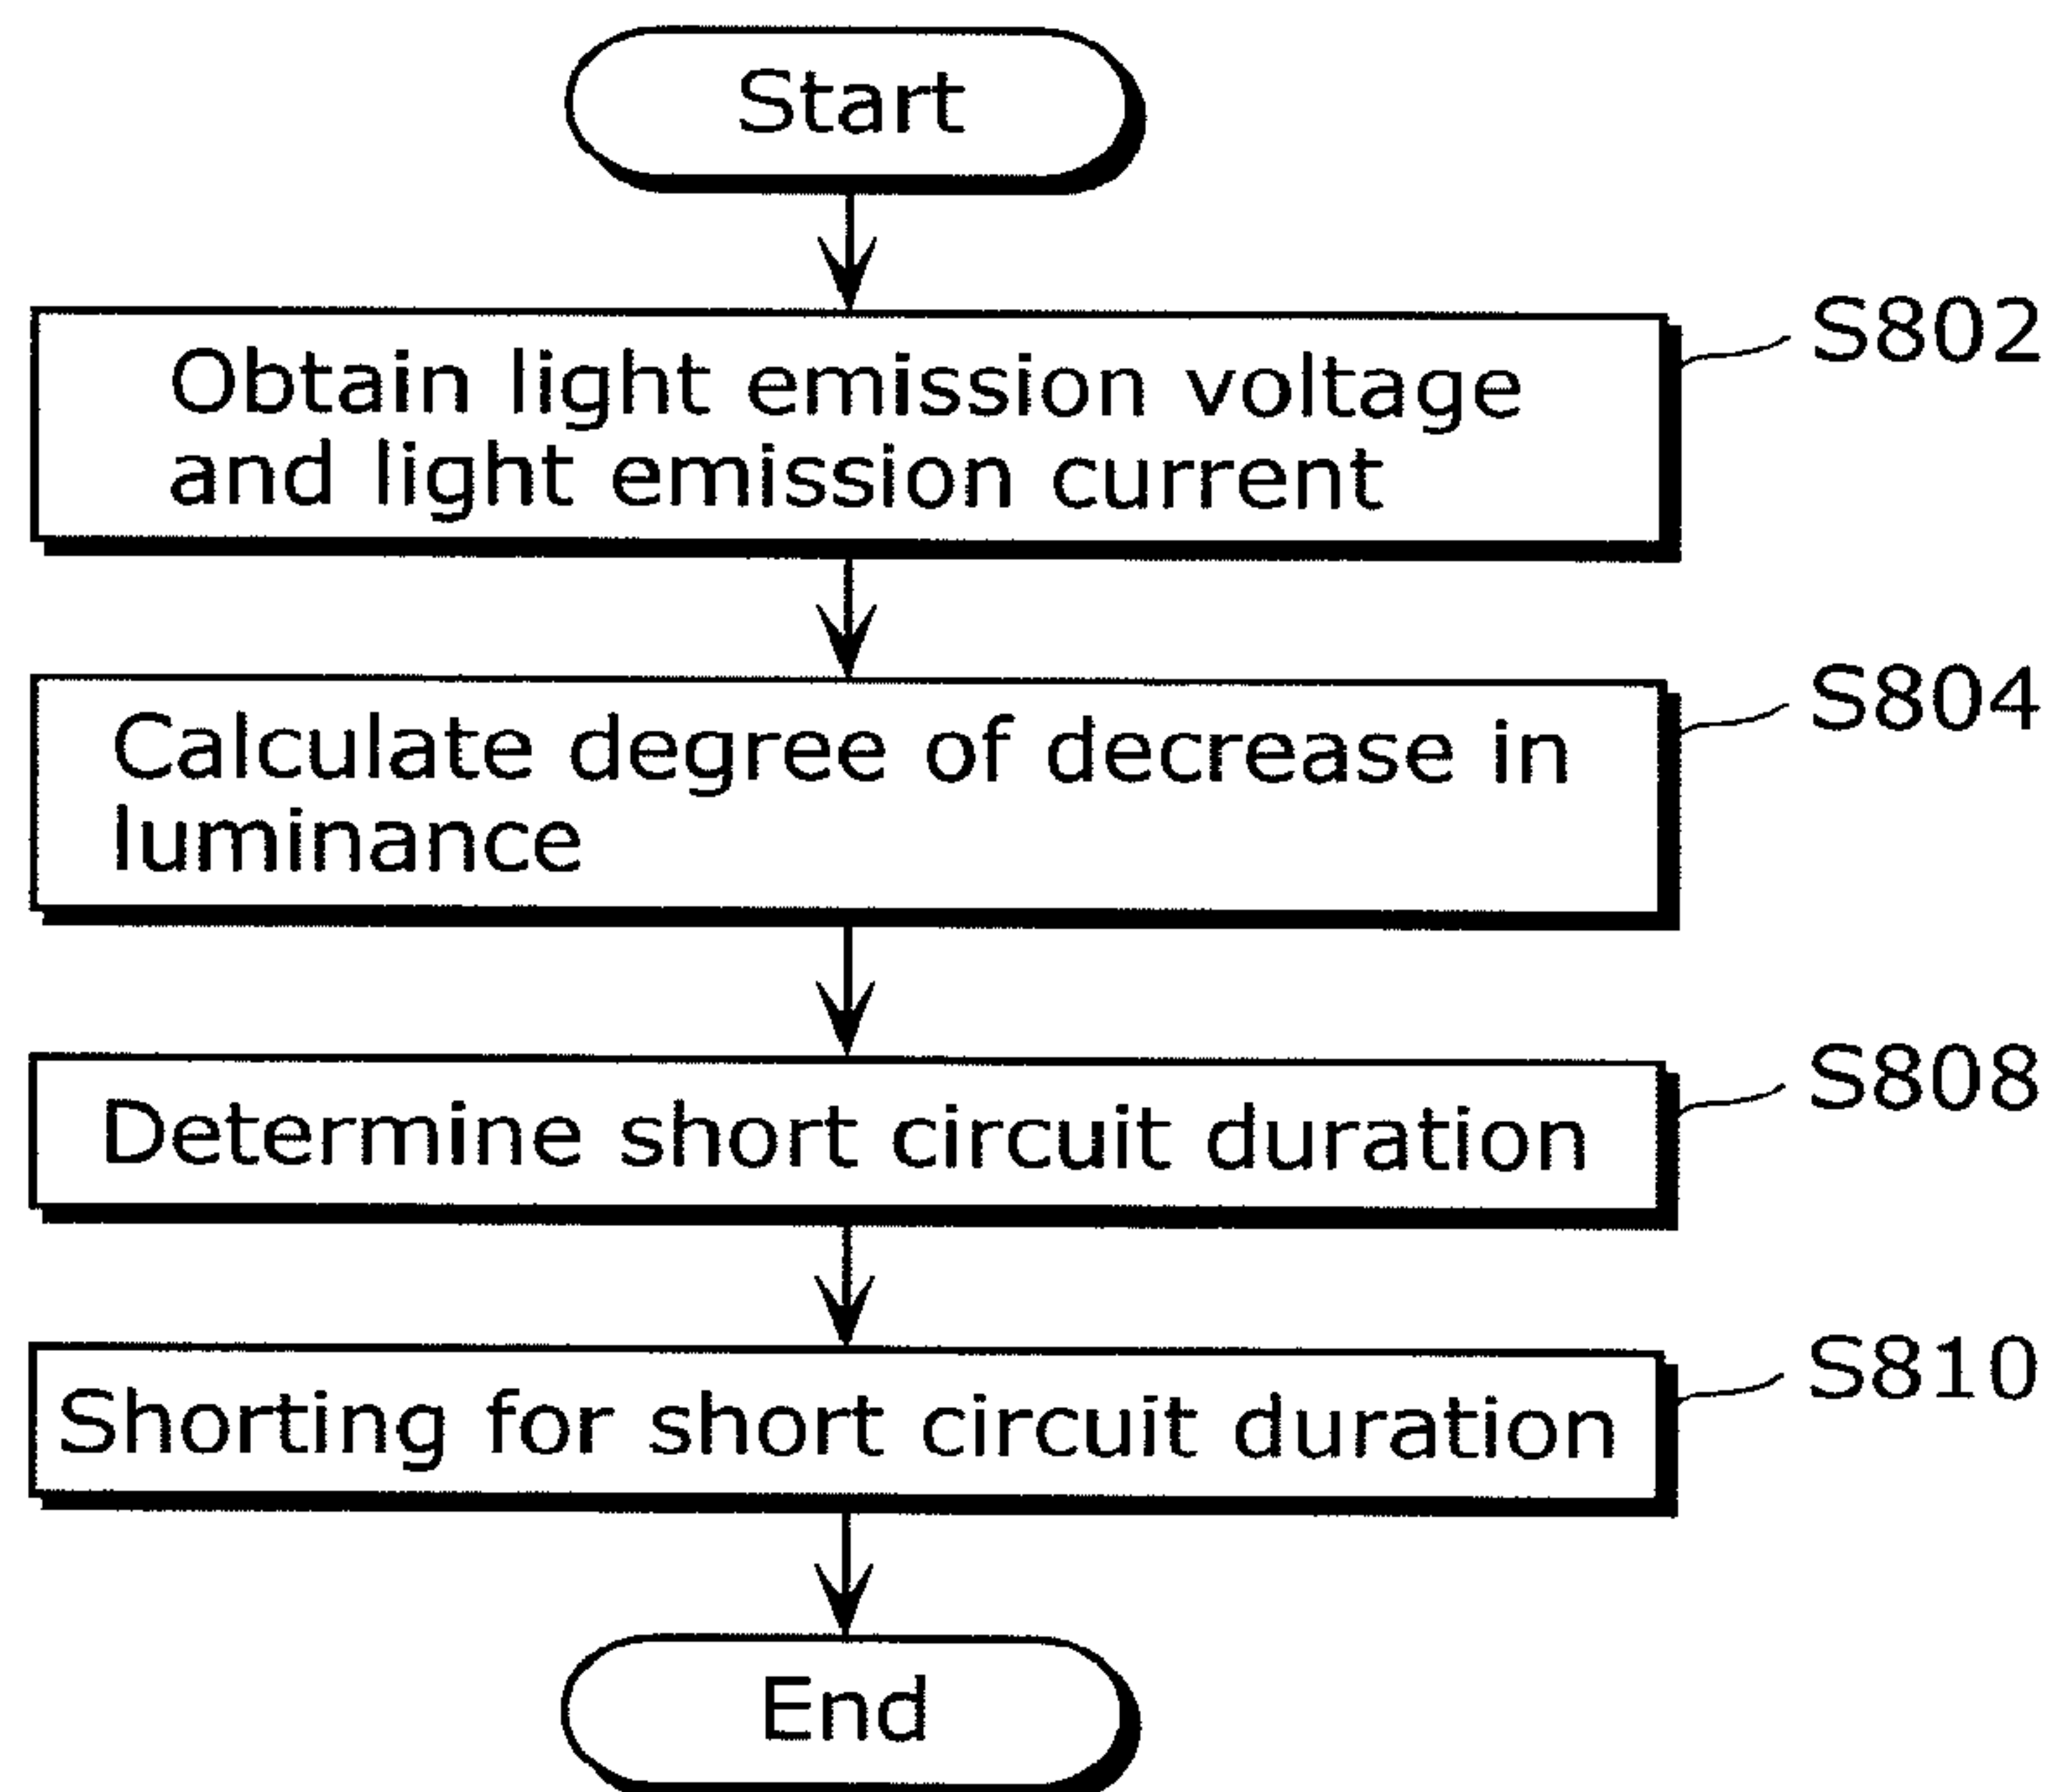 Start
Obtain light emission voltage
and light emission current
S802
Calculate degree of decrease in
luminance
S804
Determine short circuit duration
S808
Shorting for short circuit duration
S810
End